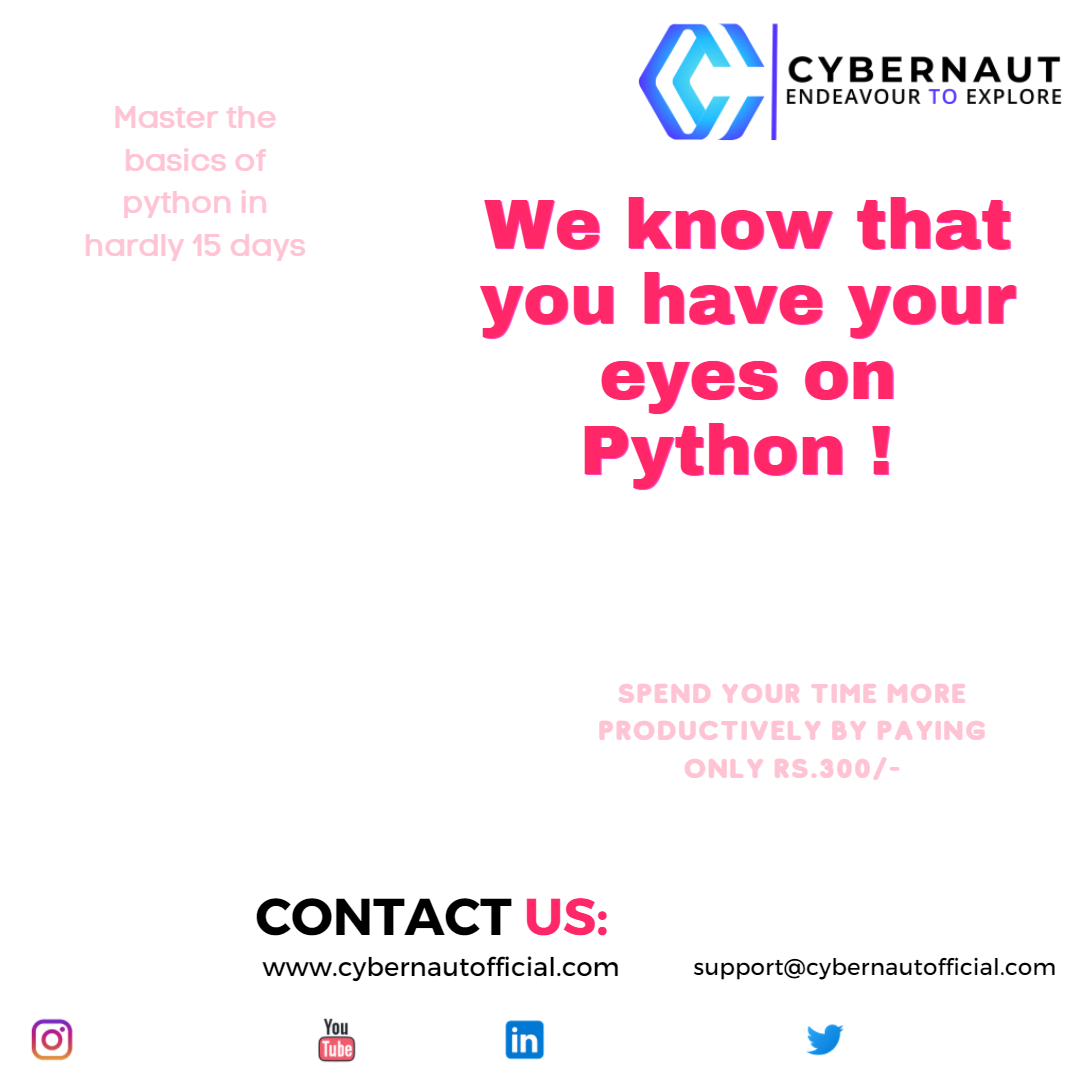 CYBERNAUT
ENDEAVOUR TO EXPLORE
Master the
basics of
python in
hardly 15 days
We know that
you have your
eyes on
Python !
SPEND YOUR TIME MORE
PRODUCTIVELY BY PAYING
ONLY RS.300/-
CONTACT US:
www.cybernautofficial.com
support@cybernautofficial.com
You
Tube
in